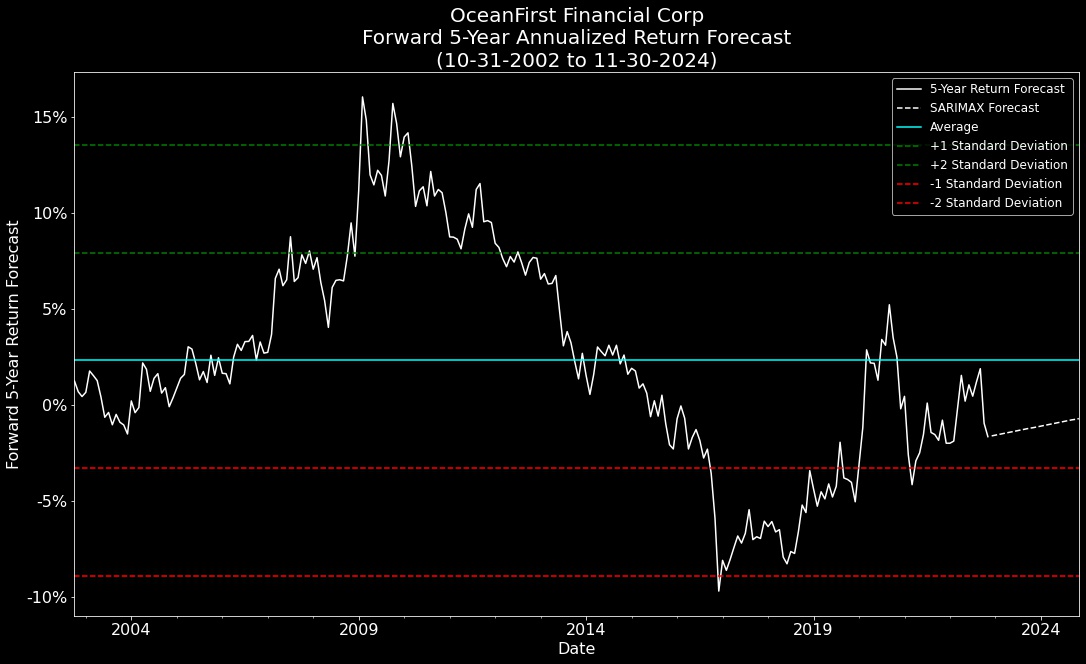 OceanFirst Financial Corp
Forward 5-Year Annualized Return Forecast
(10-31-2002 to 11-30-2024)
5-Year Return Forecast
SARIMAX Forecast
Average
+1 Standard Deviation
+2 Standard Deviation
-1 Standard Deviation
-2 Standard Deviation
Forward 5-Year Return Forecast
15%
10%
5%
0%
-5%
-10%
2004
2009
2014
2019
2024
Date